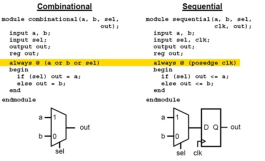 Combinational
module combinational(a, b, sel,
out);
input a, b;
input sel;
output out;
reg out;
always @ (a or b or sel)
begin
if (sel) out = a;
else out = b;
end
endmodule
a
1
b
0
out
sel
Sequential
module sequential(a, b, sel,
clk, out);
input a, b;
input sel, clk;
output out;
reg out;
always @ (posedge clk)
begin
if (sel) out <= a;
else out <= b;
end
endmodule
a
1
b
0
D Q
out
sel
clk